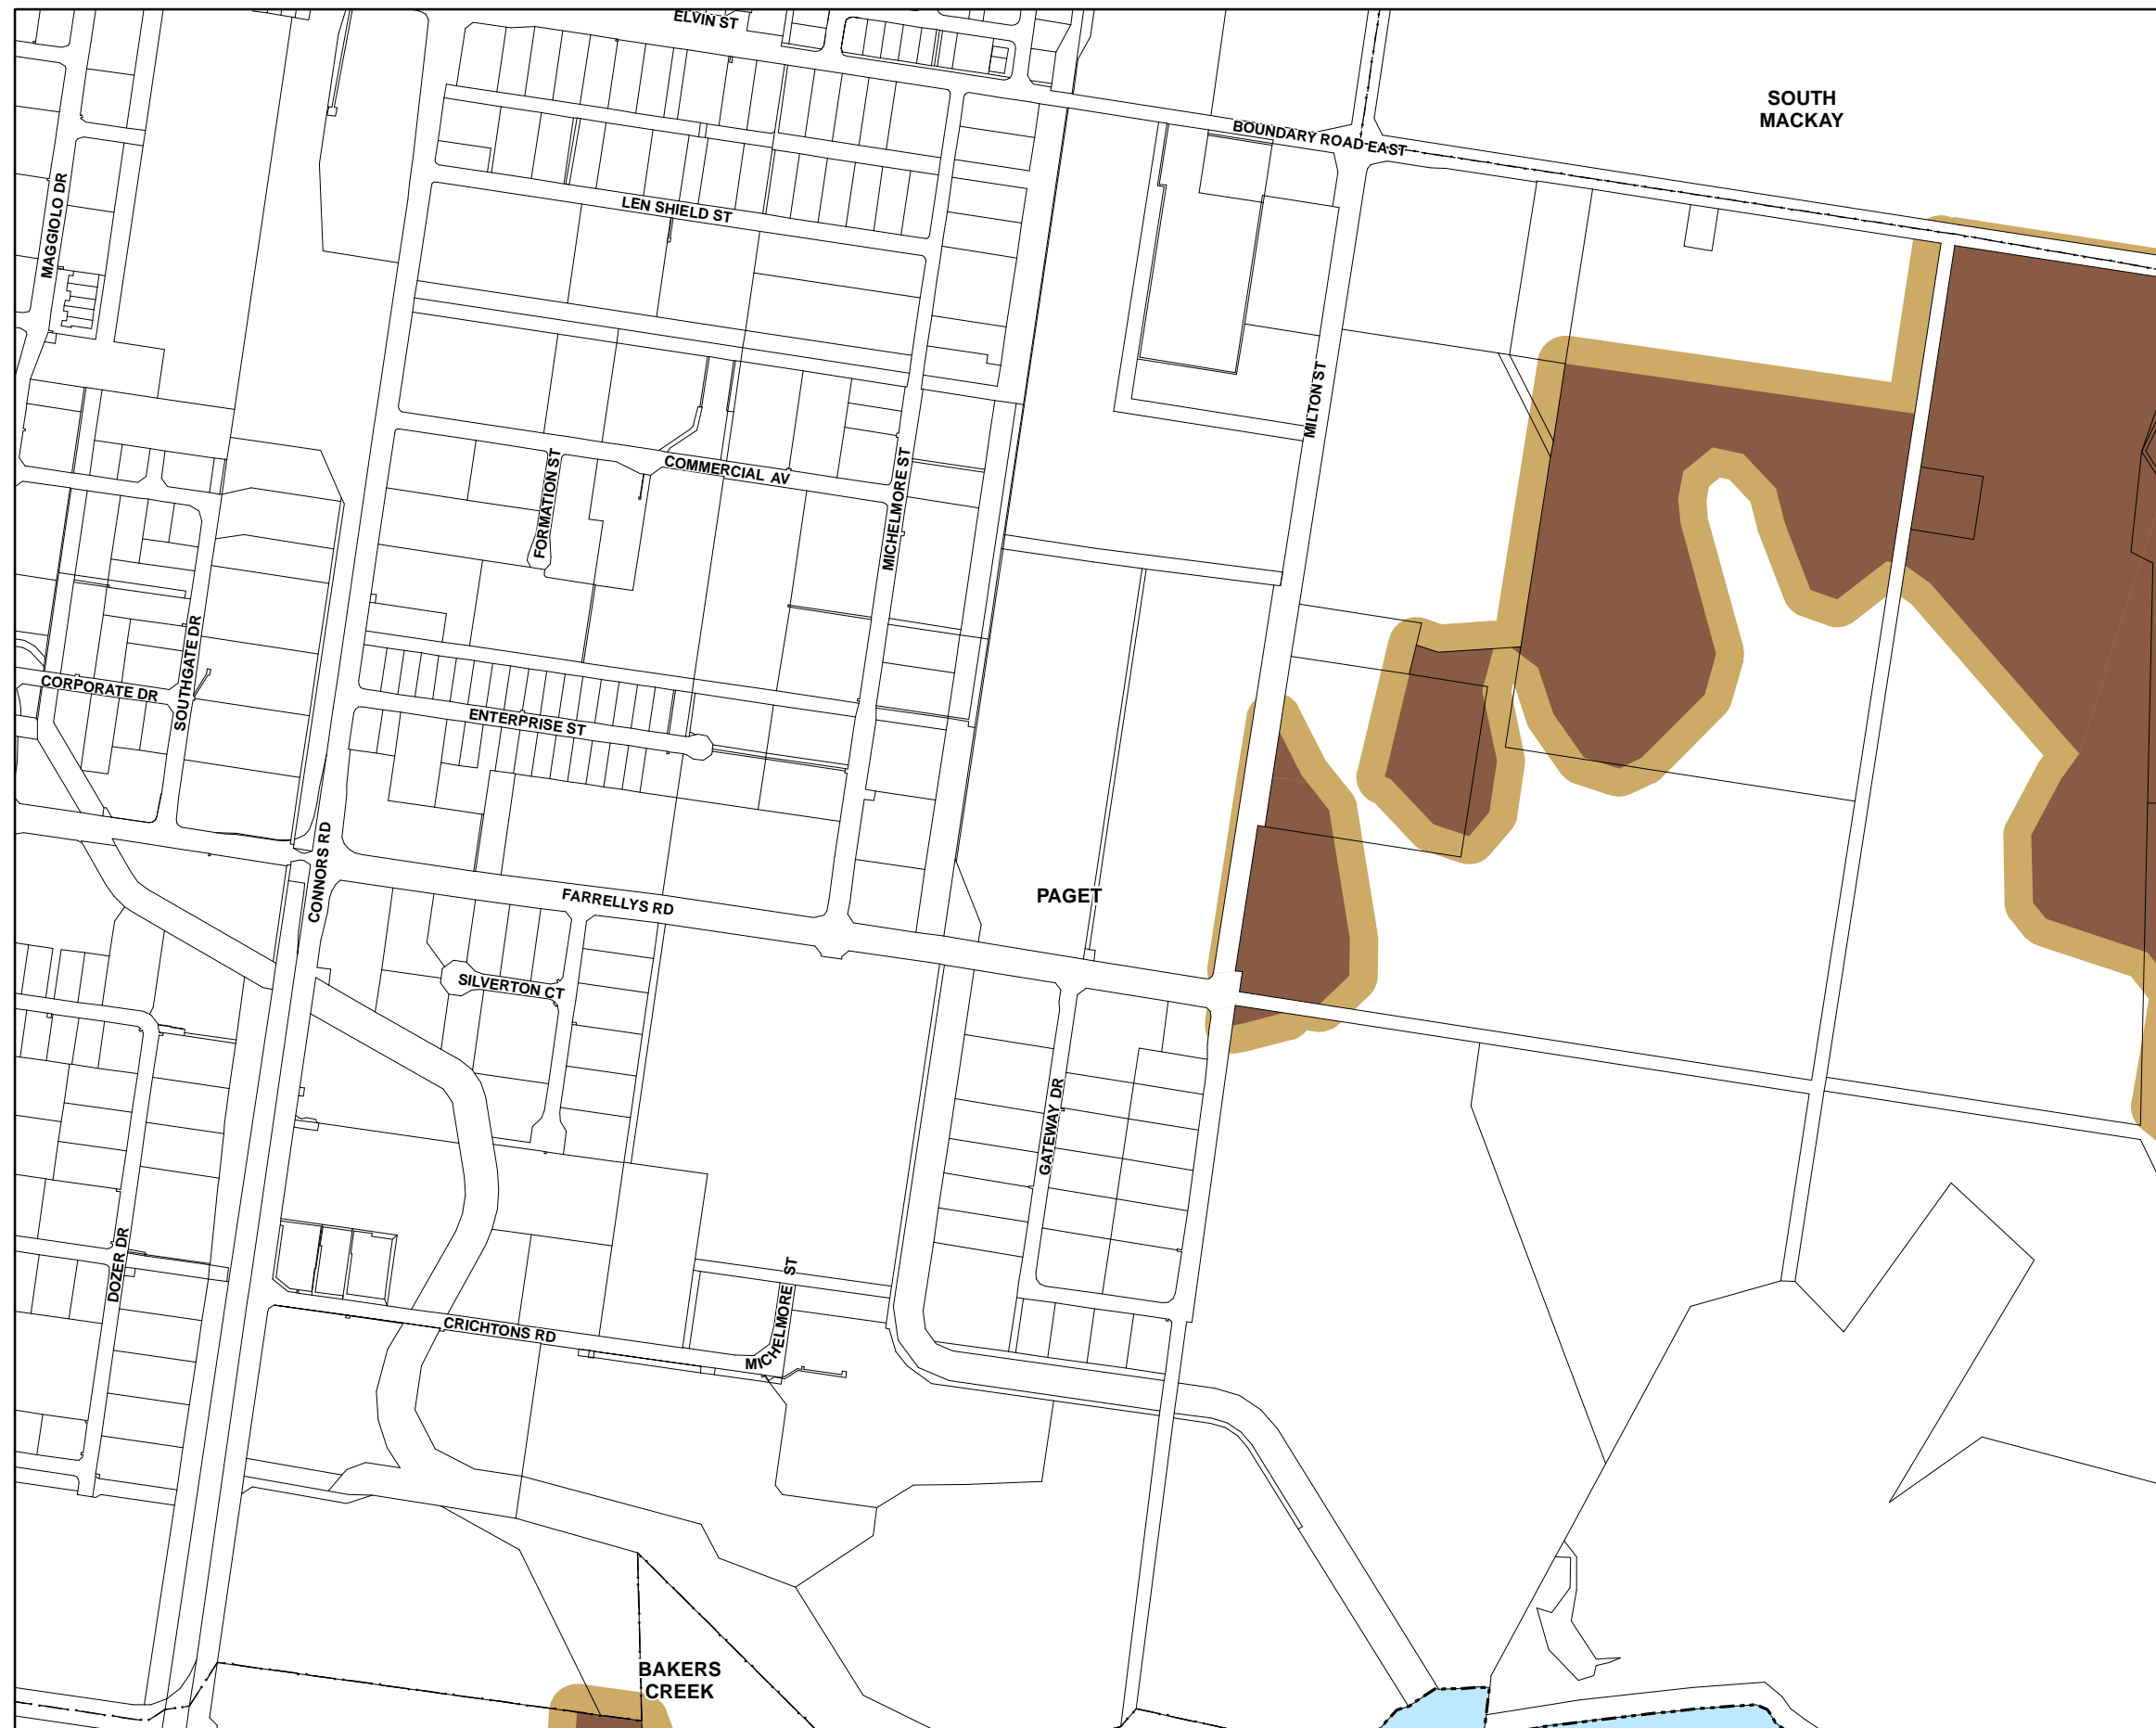 ELVIN ST
SOUTH
MACKAY
BOUNDARY ROAD EAST
MAGGIOLO DR
LEN SHIELD ST
MILTON ST
COMMERCIAL AV
FORMATION ST
MICHELMORE ST
SOUTHGATE DR
CORPORATE DR
ENTERPRISE ST
CONNORS RD
FARRELLYS RD
PAGET
SILVERTON CT
GATEWAY DR
DOZER DR
MICHELMORE ST
CRICHTONS RD
BAKERS
CREEK